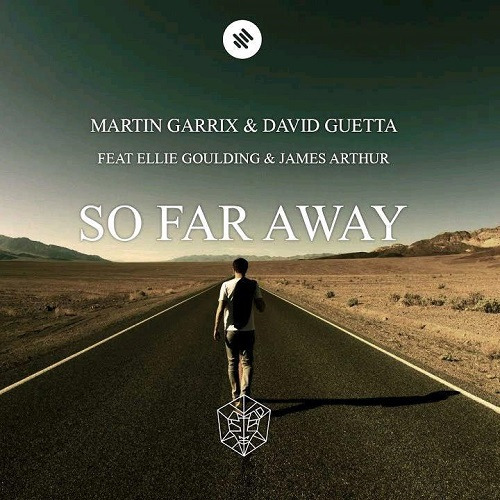 MARTIN GARRIX & DAVID GUETTA
FEAT ELLIE GOULDING & JAMES ARTHUR
SO FAR AWAY